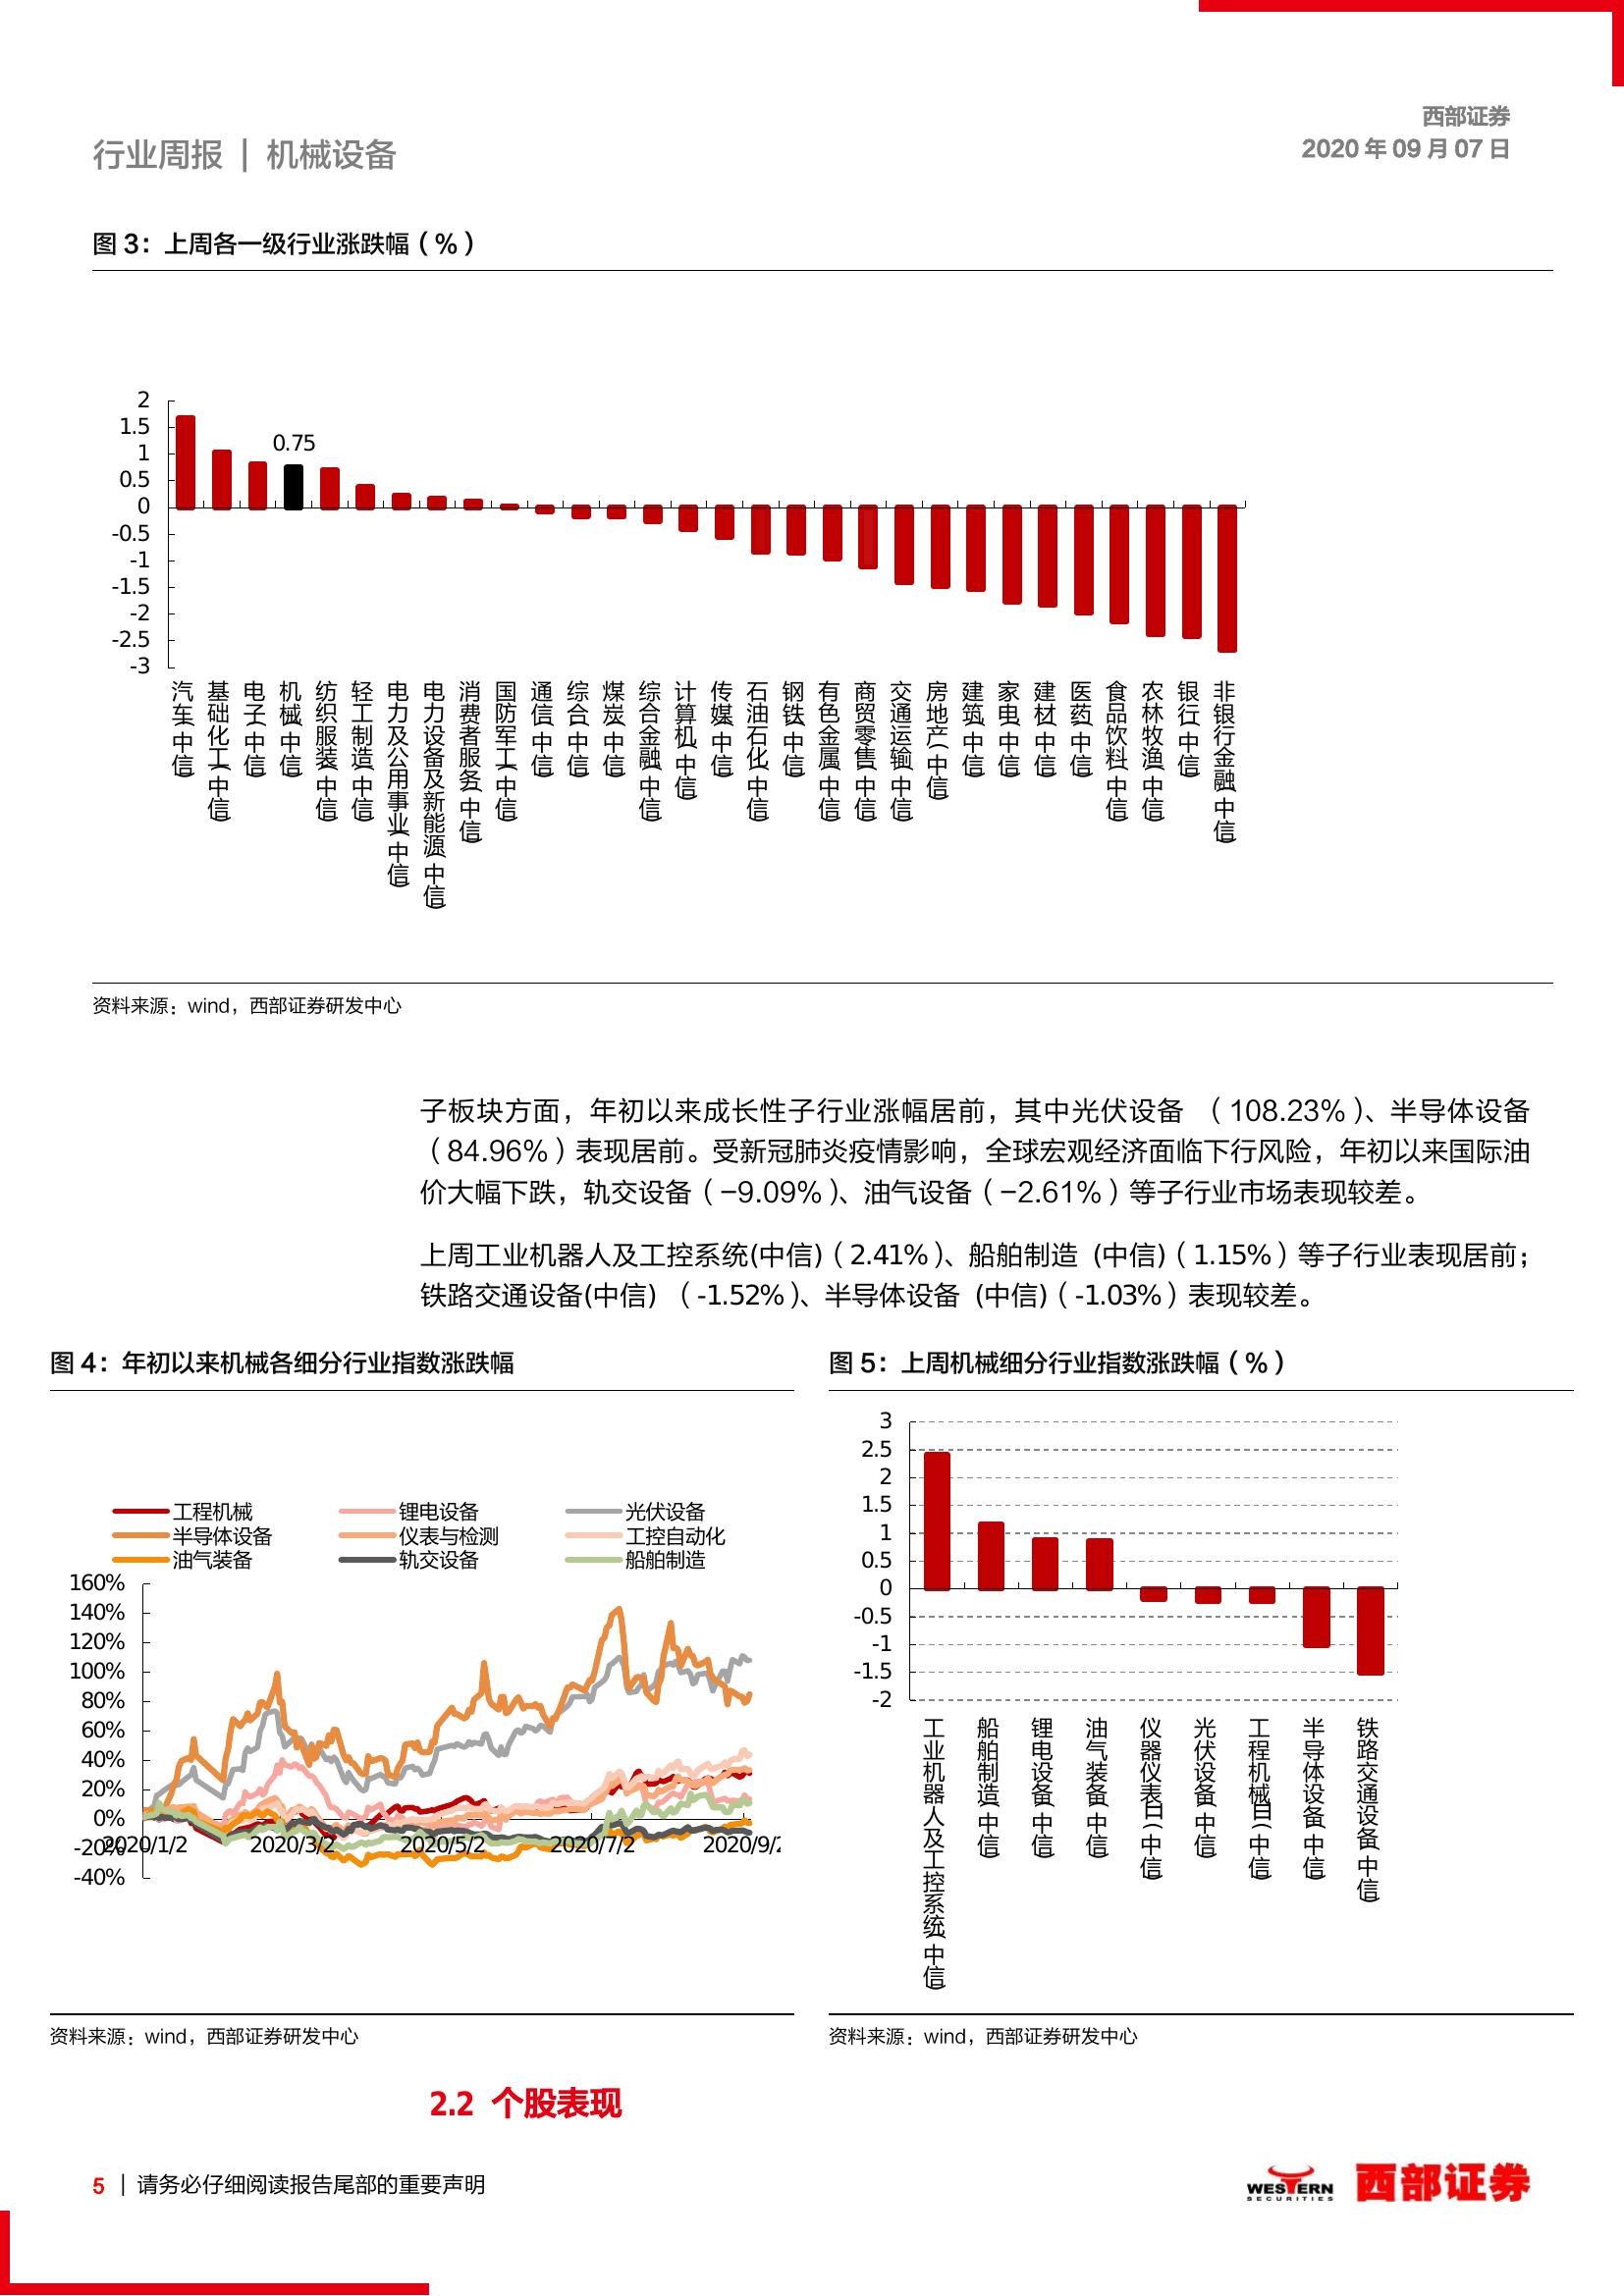 西部证券
行业周报 | 机械设备
2020 年 09 月 07 日
图 3：上周各一级行业涨跌幅（%）
2
1.5
1
0.5
0
-0.5
-1
-1.5
-2
-2.5
-3
0.75
汽车(中信)
基础化工(中信)
电子(中信)
机械(中信)
纺织服装(中信)
轻工制造(中信)
电力及公用事业(中信)
电力设备及新能源(中信)
消费者服务(中信)
国防军工(中信)
通信(中信)
综合(中信)
煤炭(中信)
综合金融(中信)
计算机(中信)
传媒(中信)
石油石化(中信)
钢铁(中信)
有色金属(中信)
商贸零售(中信)
交通运输(中信)
房地产(中信)
建筑(中信)
家电(中信)
建材(中信)
医药(中信)
食品饮料(中信)
农林牧渔(中信)
银行(中信)
非银行金融(中信)
资料来源：wind，西部证券研发中心
子板块方面，年初以来成长性子行业涨幅居前，其中光伏设备 （108.23%）、半导体设备
（84.96%）表现居前。受新冠肺炎疫情影响，全球宏观经济面临下行风险，年初以来国际油
价大幅下跌，轨交设备（-9.09%）、油气设备（-2.61%）等子行业市场表现较差。
上周工业机器人及工控系统(中信)（2.41%）、船舶制造 (中信)（1.15%）等子行业表现居前；
铁路交通设备(中信) （-1.52%）、半导体设备 (中信)（-1.03%）表现较差。
图 4：年初以来机械各细分行业指数涨跌幅
工程机械 锂电设备 光伏设备
半导体设备 仪表与检测 工控自动化
油气装备 轨交设备 船舶制造
160%
140%
120%
100%
80%
60%
40%
20%
0%
-20%
-40%
2020/1/2 2020/3/2 2020/5/2 2020/7/2 2020/9/2
资料来源：wind，西部证券研发中心
图 5：上周机械细分行业指数涨跌幅（%）
3
2.5
2
1.5
1
0.5
0
-0.5
-1
-1.5
-2
工业机器人及工控系统(中信)
船舶制造(中信)
锂电设备(中信)
油气装备(中信)
仪器仪表Ⅲ(中信)
光伏设备(中信)
工程机械Ⅲ(中信)
半导体设备(中信)
铁路交通设备(中信)
资料来源：wind，西部证券研发中心
2.2 个股表现
5 | 请务必仔细阅读报告尾部的重要声明
WESTERN
SECURITIES
西部证券